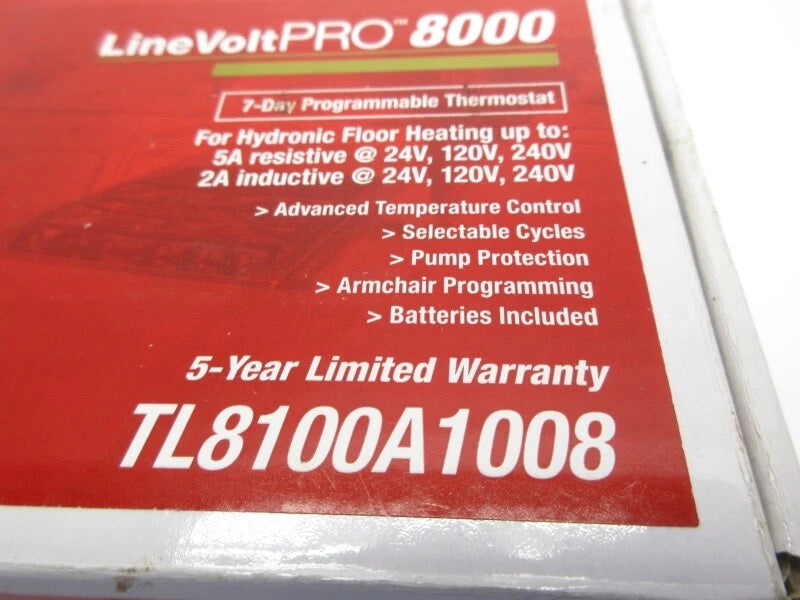 LineVoltPRO™ 8000
7-Day Programmable Thermostat
For Hydronic Floor Heating up to:
5A resistive @ 24V, 120V, 240V
2A inductive @ 24V, 120V, 240V
> Advanced Temperature Control
> Selectable Cycles
> Pump Protection
> Armchair Programming
> Batteries Included
5-Year Limited Warranty
TL8100A1008